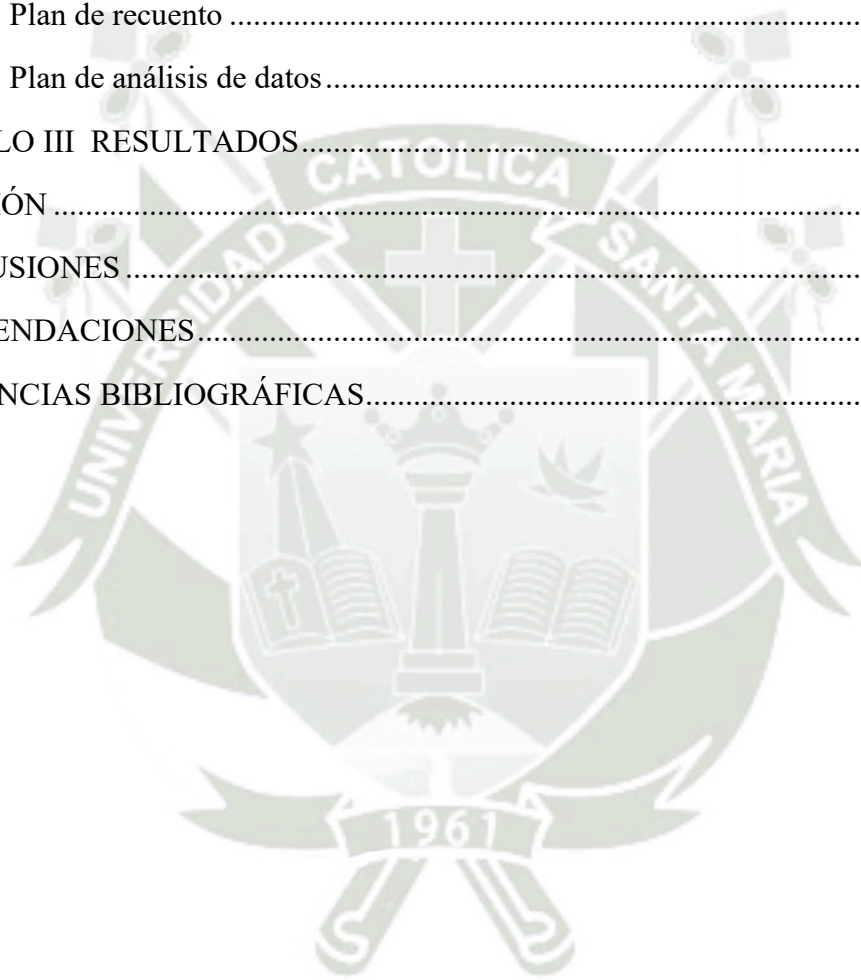 Plan de recuento ..........................................................................
Plan de análisis de datos..............................................................
LO III  RESULTADOS................................................................
IÓN ..............................................................................................
USIONES .....................................................................................
ENDACIONES.............................................................................
NCIAS BIBLIOGRÁFICAS.........................................................
UNIVERSIDAD CATOLICA SANTA MARIA
1961